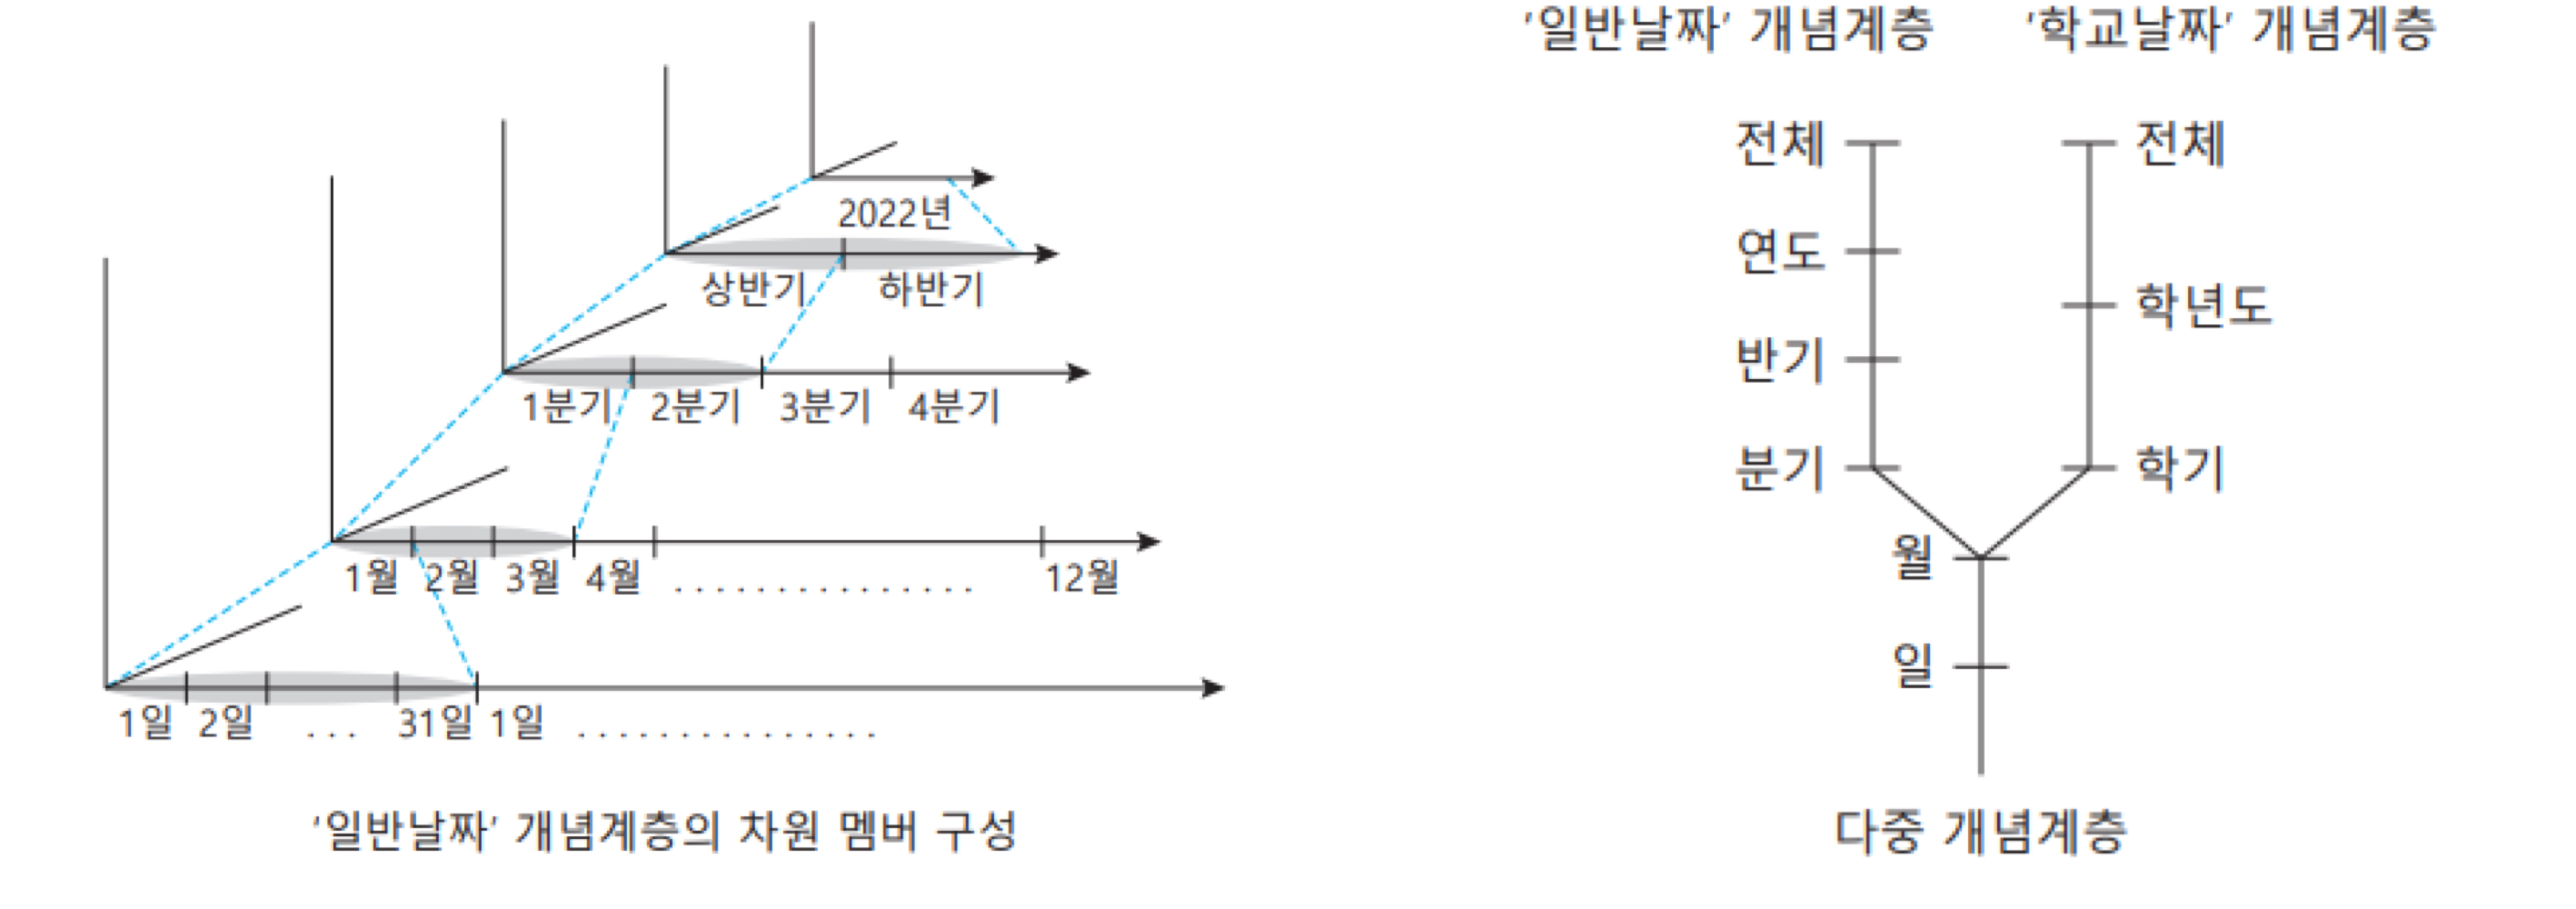 2022년
상반기 하반기
1분기 2분기 3분기 4분기
1월 2월 3월 4월 . . . . . . . . . . . . . . . 12월
1일 2일 . . . 31일 1일 . . . . . . . . . . . . . . .
‘일반날짜’ 개념계층의 차원 멤버 구성
‘일반날짜’ 개념계층 ‘학교날짜’ 개념계층
전체 전체
연도
학년도
반기
분기 학기
월
일
다중 개념계층